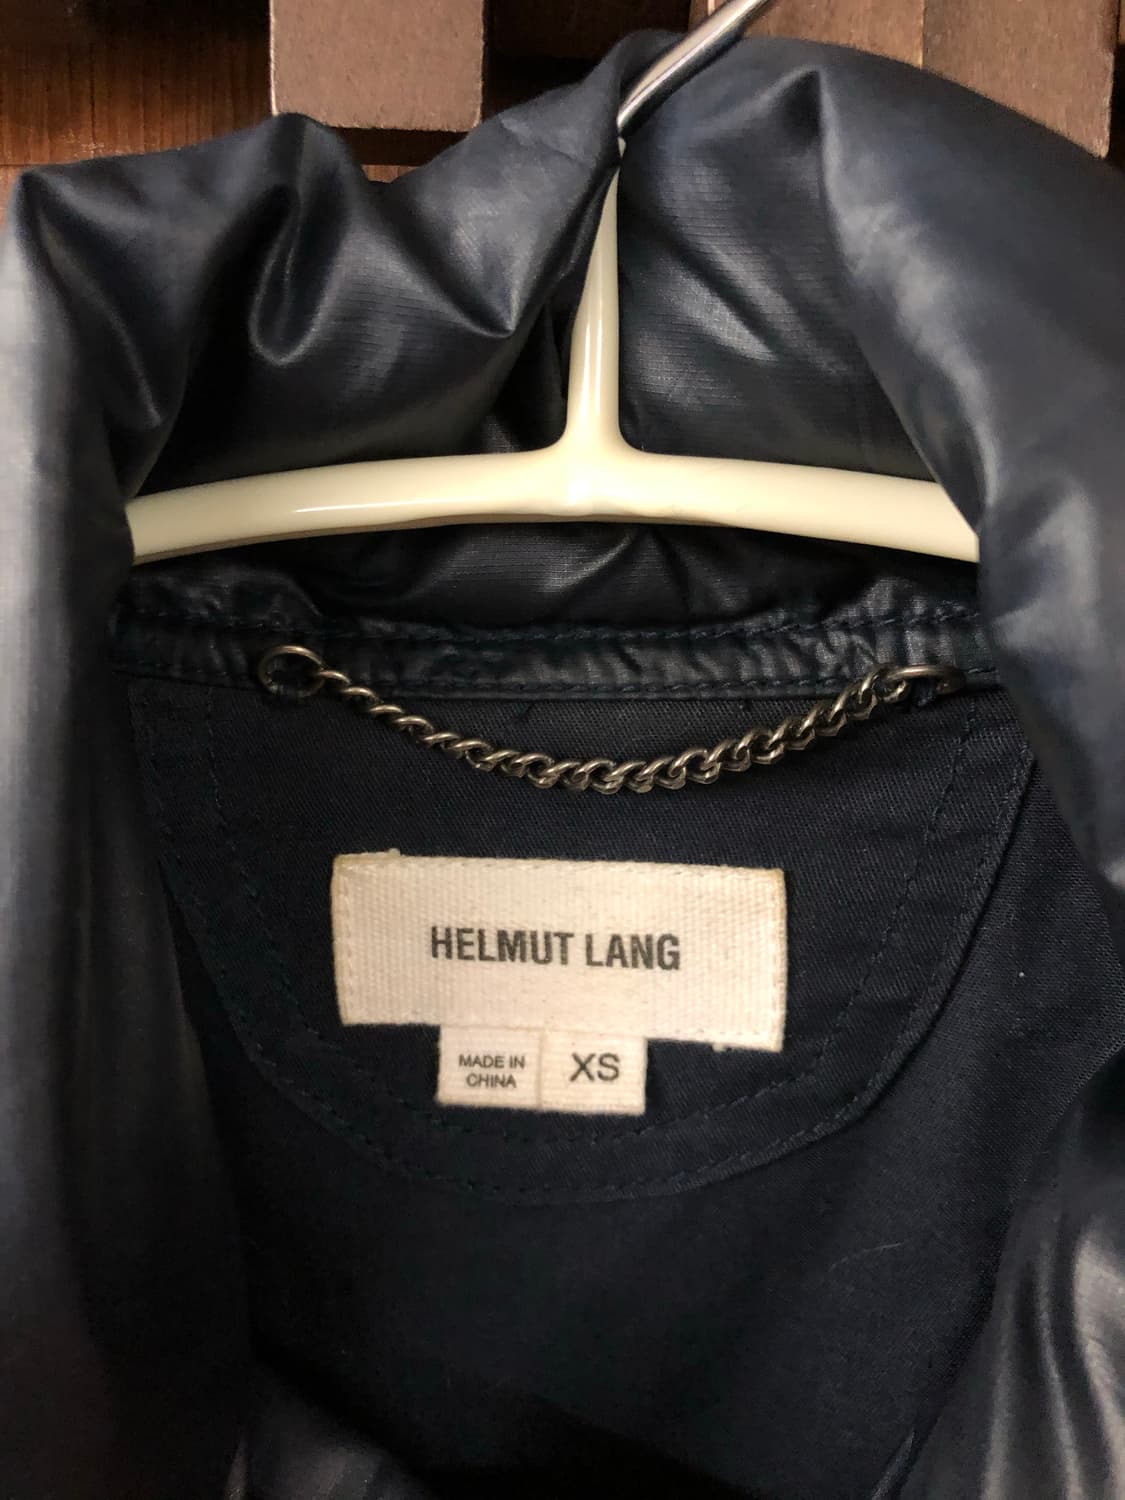 HELMUT LANG
MADE IN
CHINA
XS